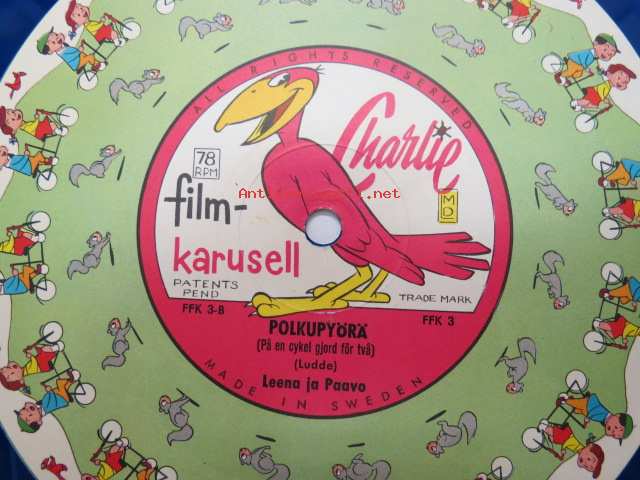 ALL RIGHTS RESERVED
Charlie
78
RPM
MD
film-
karusell
PATENTS
PEND
TRADE MARK
FFK 3-B
FFK 3
POLKUPYÖRÄ
(På en cykel gjord för två)
(Ludde)
Leena ja Paavo
MADE IN SWEDEN